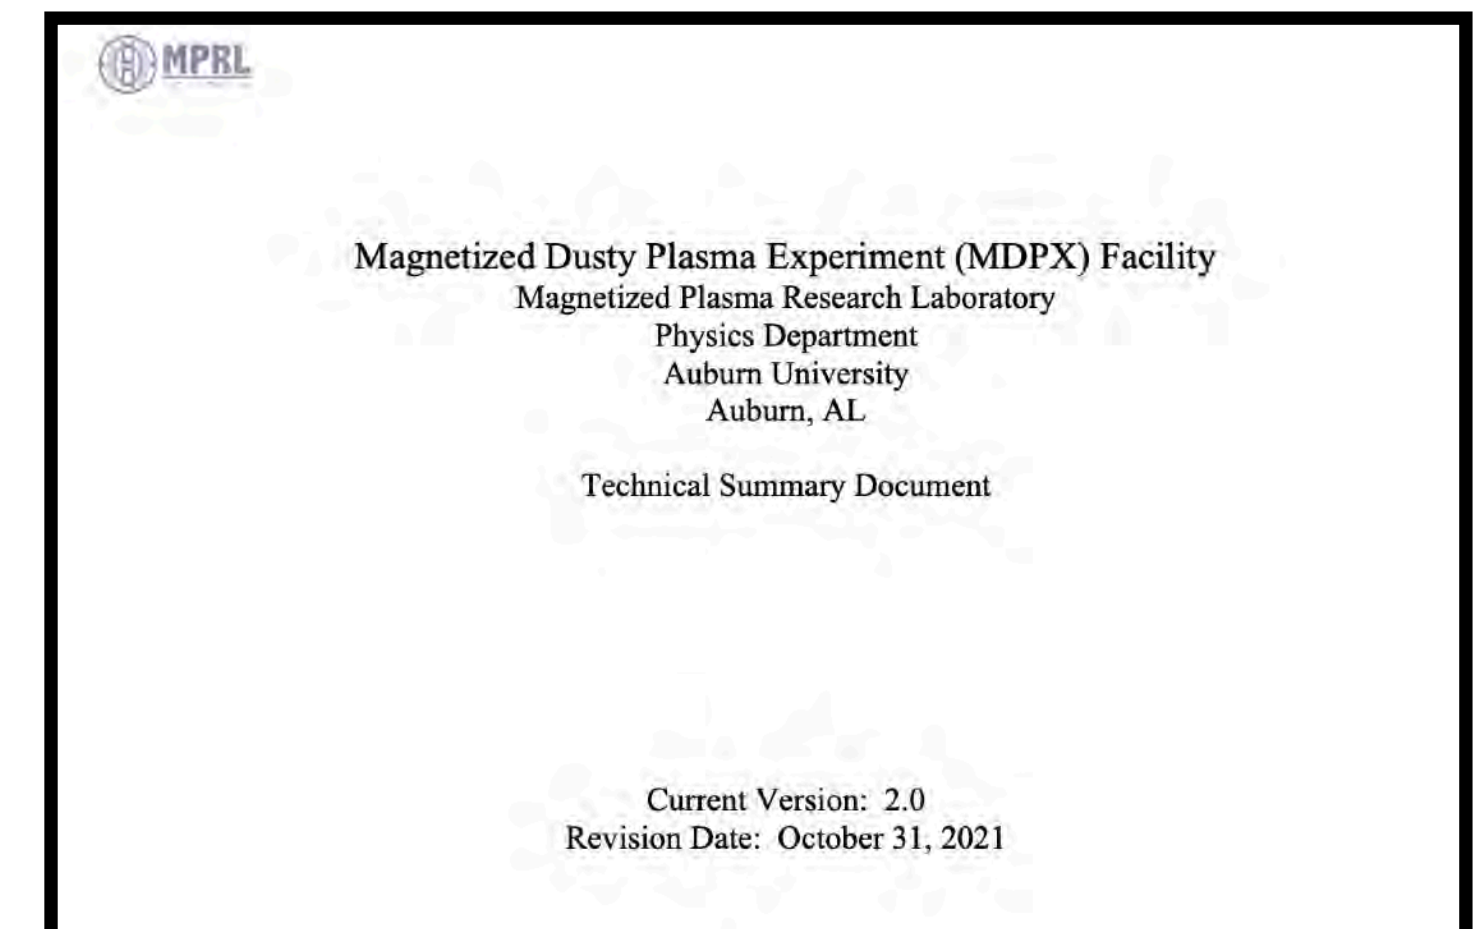 MPRL
Magnetized Dusty Plasma Experiment (MDPX) Facility
Magnetized Plasma Research Laboratory
Physics Department
Auburn University
Auburn, AL
Technical Summary Document
Current Version: 2.0
Revision Date: October 31, 2021